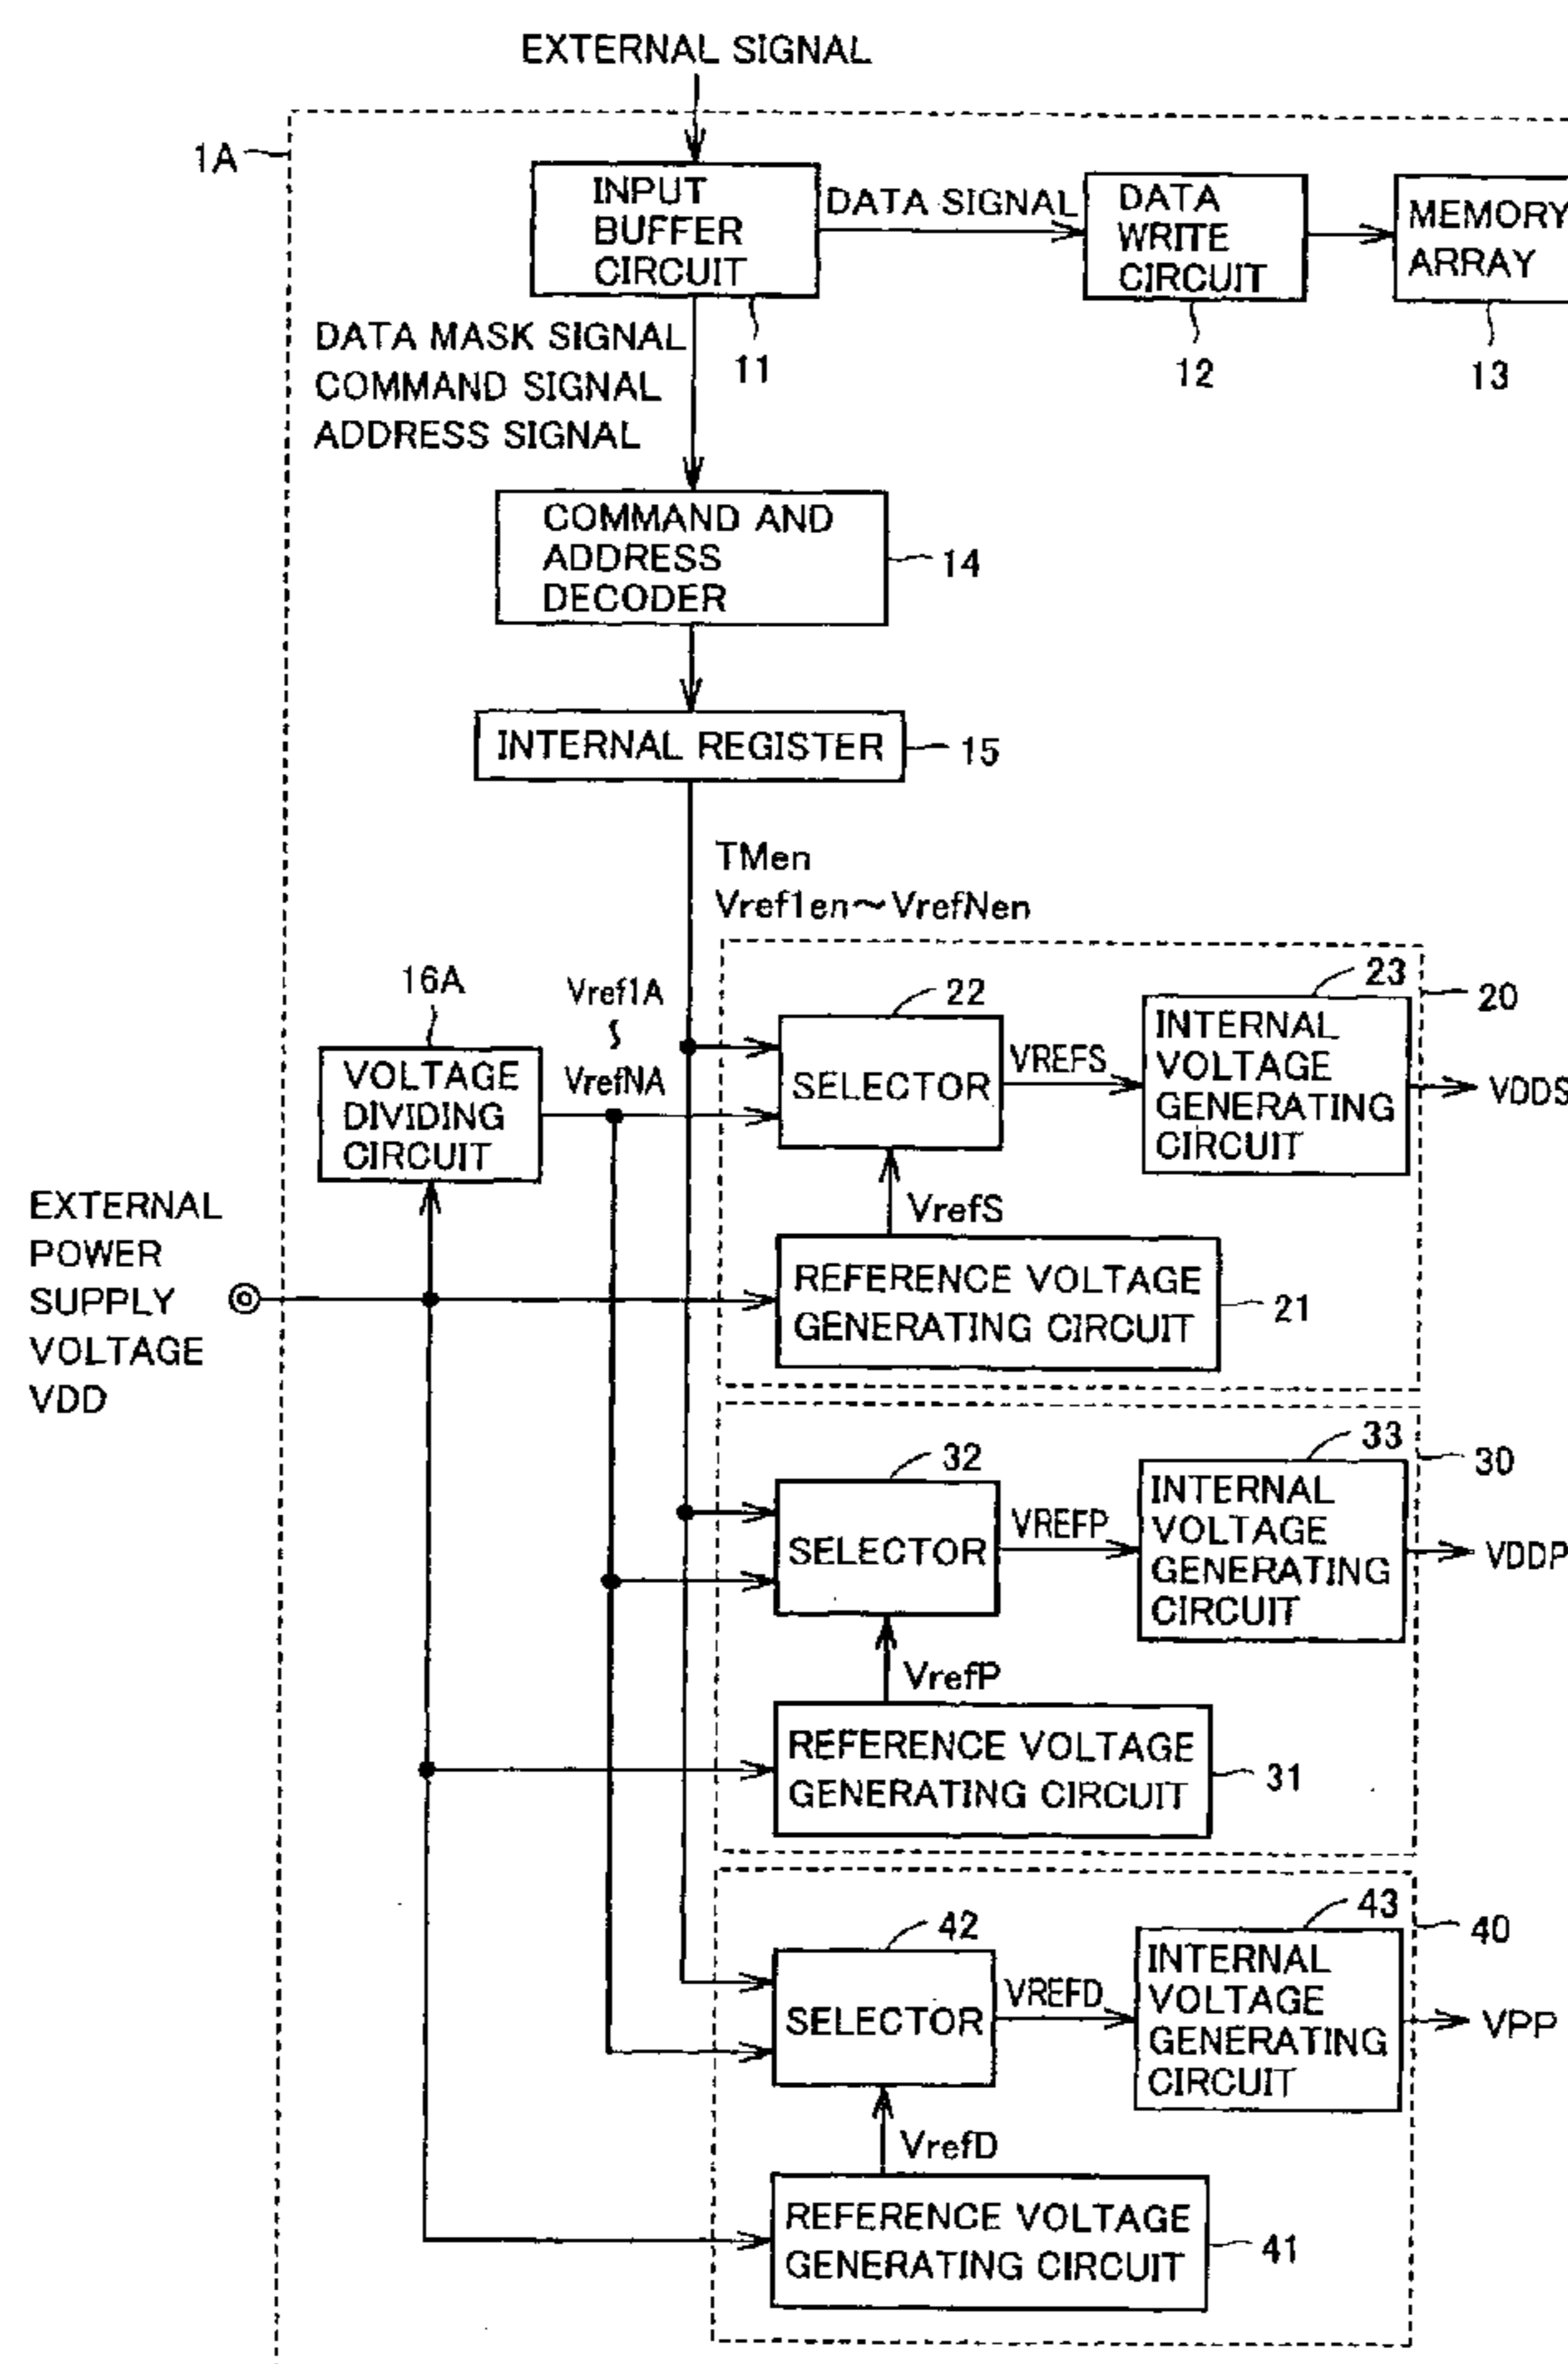 EXTERNAL SIGNAL
1A
INPUT
BUFFER
CIRCUIT
11
DATA SIGNAL
DATA
WRITE
CIRCUIT
12
MEMORY
ARRAY
13
DATA MASK SIGNAL
COMMAND SIGNAL
ADDRESS SIGNAL
COMMAND AND
ADDRESS
DECODER
14
INTERNAL REGISTER
15
TMen
Vref1en~VrefNen
16A
VOLTAGE
DIVIDING
CIRCUIT
Vref1A
~
VrefNA
EXTERNAL
POWER
SUPPLY
VOLTAGE
VDD
22
SELECTOR
VREFS
23
INTERNAL
VOLTAGE
GENERATING
CIRCUIT
20
VDDS
VrefS
REFERENCE VOLTAGE
GENERATING CIRCUIT
21
32
SELECTOR
VREFP
33
INTERNAL
VOLTAGE
GENERATING
CIRCUIT
30
VDDP
VrefP
REFERENCE VOLTAGE
GENERATING CIRCUIT
31
42
SELECTOR
VREFD
43
INTERNAL
VOLTAGE
GENERATING
CIRCUIT
40
VPP
VrefD
REFERENCE VOLTAGE
GENERATING CIRCUIT
41